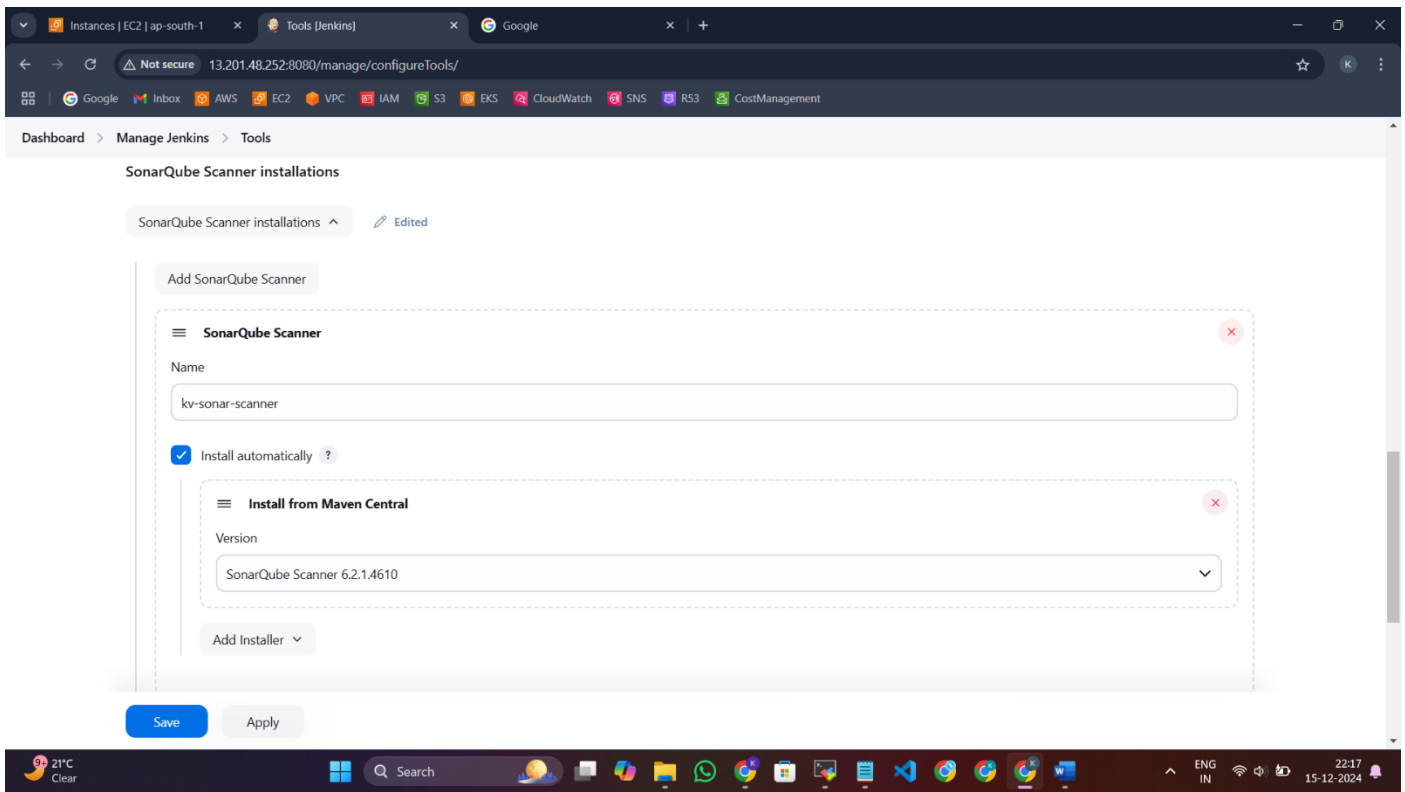 Instances | EC2 | ap-south-1
Tools [Jenkins]
Google
Not secure 13.201.48.252:8080/manage/configureTools/
K
Google Inbox AWS EC2 VPC IAM S3 EKS CloudWatch SNS R53 CostManagement
Dashboard > Manage Jenkins > Tools
SonarQube Scanner installations
SonarQube Scanner installations
Edited
Add SonarQube Scanner
SonarQube Scanner
Name
kv-sonar-scanner
Install automatically ?
Install from Maven Central
Version
SonarQube Scanner 6.2.1.4610
Add Installer
Save
Apply
9+
21°C
Clear
Search
ENG
IN
22:17
15-12-2024